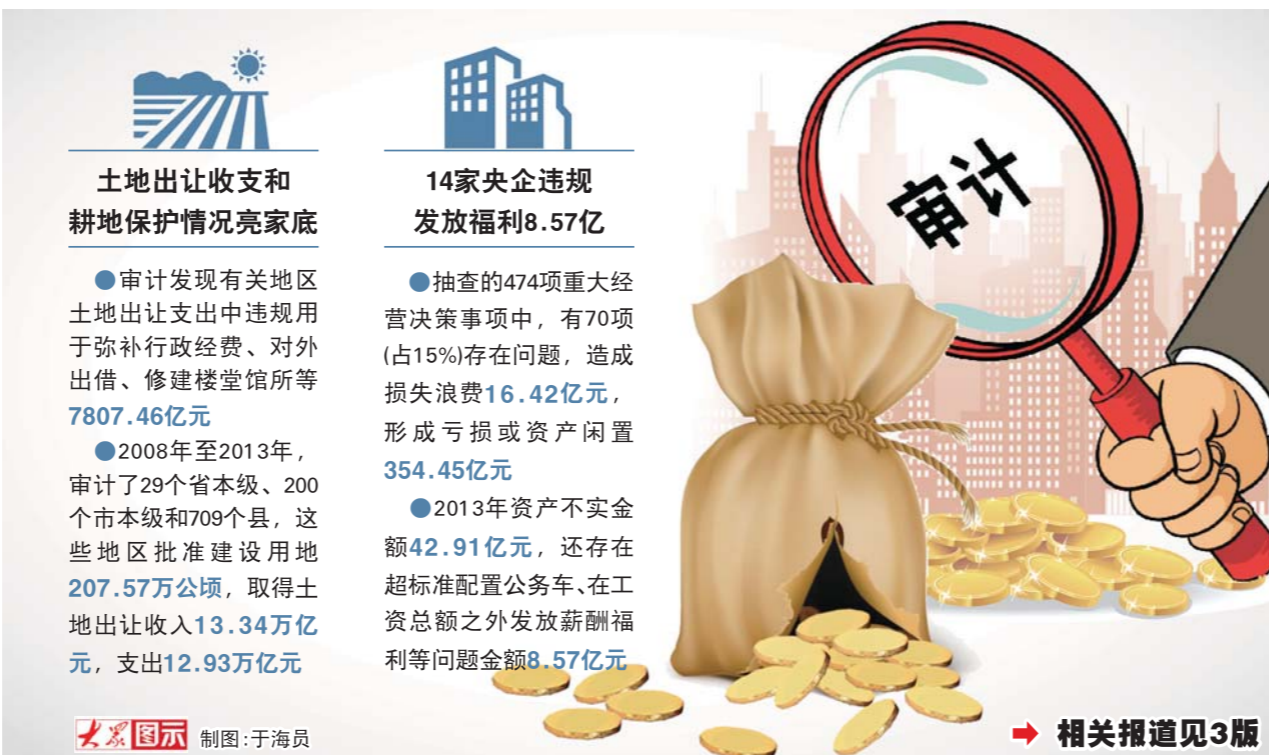 土地出让收支和
耕地保护情况亮家底
●审计发现有关地区
土地出让支出中违规用
于弥补行政经费、对外
出借、修建楼堂馆所等
7807.46亿元
●2008年至2013年，
审计了29个省本级、200
个市本级和709个县，这
些地区批准建设用地
207.57万公顷，取得土
地出让收入13.34万亿
元，支出12.93万亿元
14家央企违规
发放福利8.57亿
●抽查的474项重大经
营决策事项中，有70项
(占15%)存在问题，造成
损失浪费16.42亿元，
形成亏损或资产闲置
354.45亿元
●2013年资产不实金
额42.91亿元，还存在
超标准配置公务车、在工
资总额之外发放薪酬福
利等问题金额8.57亿元
审计
大众图示 制图:于海员
相关报道见3版